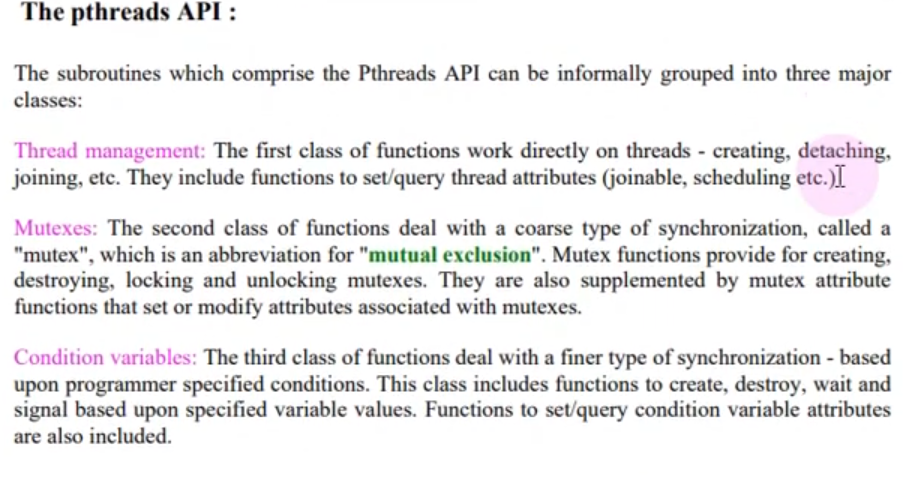 The pthreads API :
The subroutines which comprise the Pthreads API can be informally grouped into three major
classes:
Thread management: The first class of functions work directly on threads - creating, detaching,
joining, etc. They include functions to set/query thread attributes (joinable, scheduling etc.)
Mutexes: The second class of functions deal with a coarse type of synchronization, called a
"mutex", which is an abbreviation for "mutual exclusion". Mutex functions provide for creating,
destroying, locking and unlocking mutexes. They are also supplemented by mutex attribute
functions that set or modify attributes associated with mutexes.
Condition variables: The third class of functions deal with a finer type of synchronization - based
upon programmer specified conditions. This class includes functions to create, destroy, wait and
signal based upon specified variable values. Functions to set/query condition variable attributes
are also included.